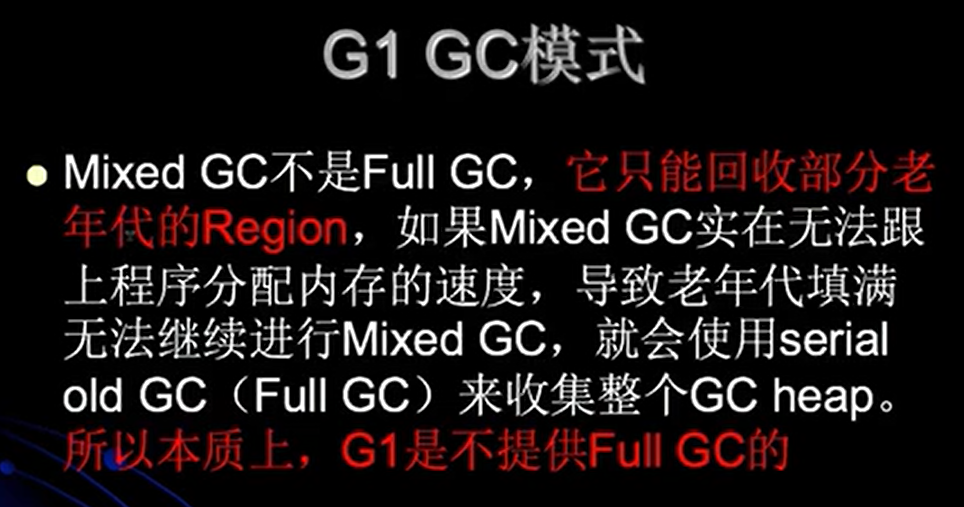 G1 GC模式
Mixed GC不是Full GC，它只能回收部分老
年代的Region，如果Mixed GC实在无法跟
上程序分配内存的速度，导致老年代填满
无法继续进行Mixed GC，就会使用serial
old GC（Full GC）来收集整个GC heap。
所以本质上，G1是不提供Full GC的